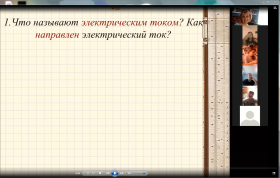 1.Что называют электрическим током? Как
направлен электрический ток?